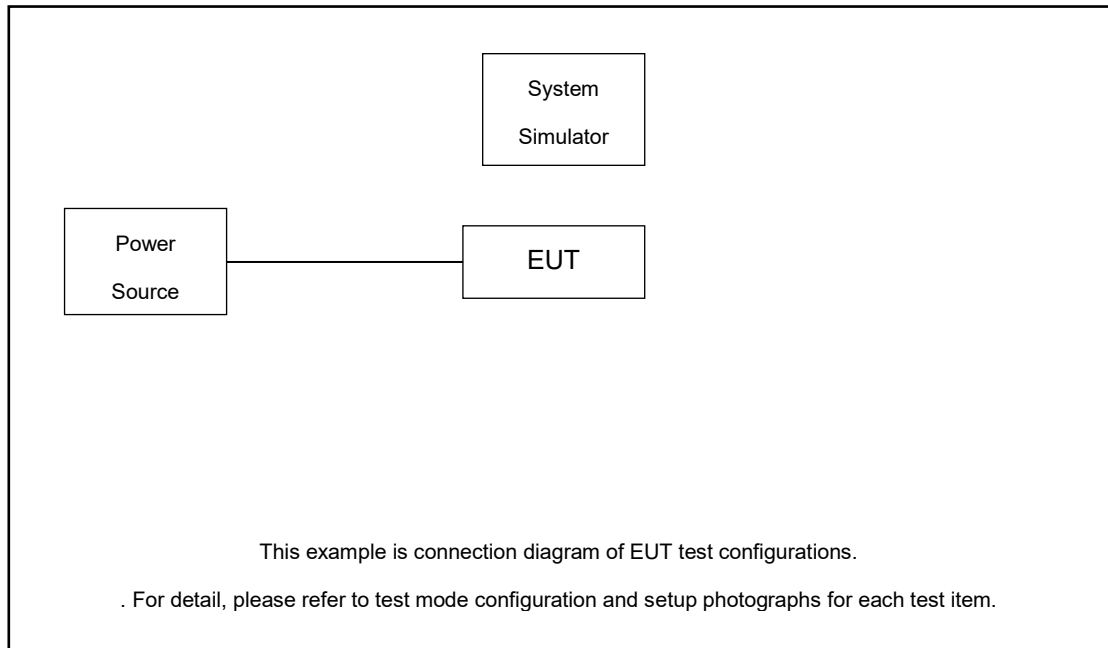 System
Simulator
Power
Source
EUT
This example is connection diagram of EUT test configurations.
. For detail, please refer to test mode configuration and setup photographs for each test item.